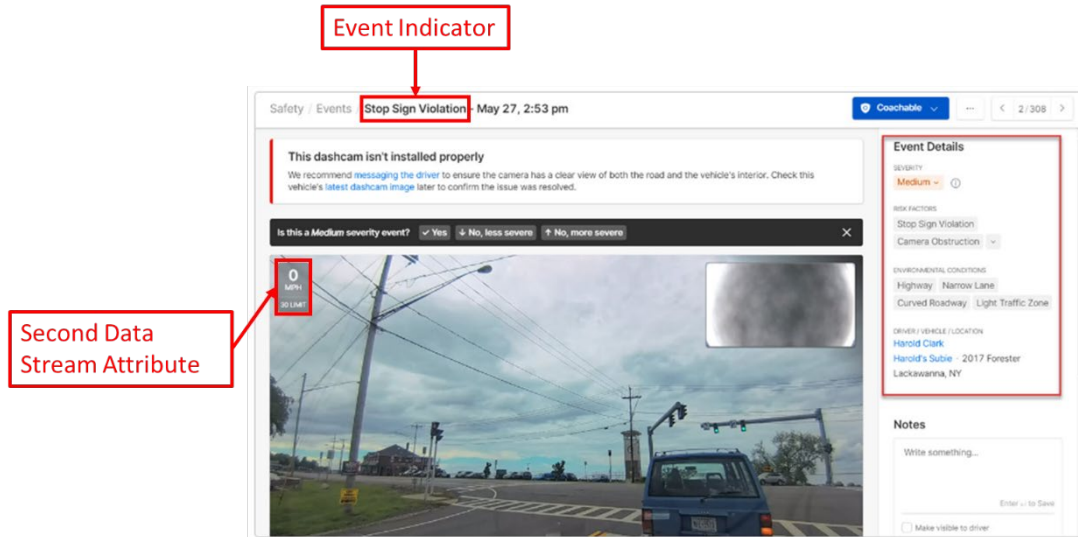 Event Indicator
Safety / Events / Stop Sign Violation - May 27, 2:53 pm
Coachable
...
2/308
This dashcam isn't installed properly
We recommend messaging the driver to ensure the camera has a clear view of both the road and the vehicle's interior. Check this
vehicle's latest dashcam image later to confirm the issue was resolved.
Is this a Medium severity event? Yes No, less severe No, more severe
0
MPH
30 LIMIT
Second Data
Stream Attribute
Event Details
SEVERITY
Medium
RISK FACTORS
Stop Sign Violation
Camera Obstruction
ENVIRONMENTAL CONDITIONS
Highway Narrow Lane
Curved Roadway Light Traffic Zone
DRIVER / VEHICLE / LOCATION
Harold Clark
Harold's Subie · 2017 Forester
Lackawanna, NY
Notes
Write something...
Enter ↵ to Save
Make visible to driver